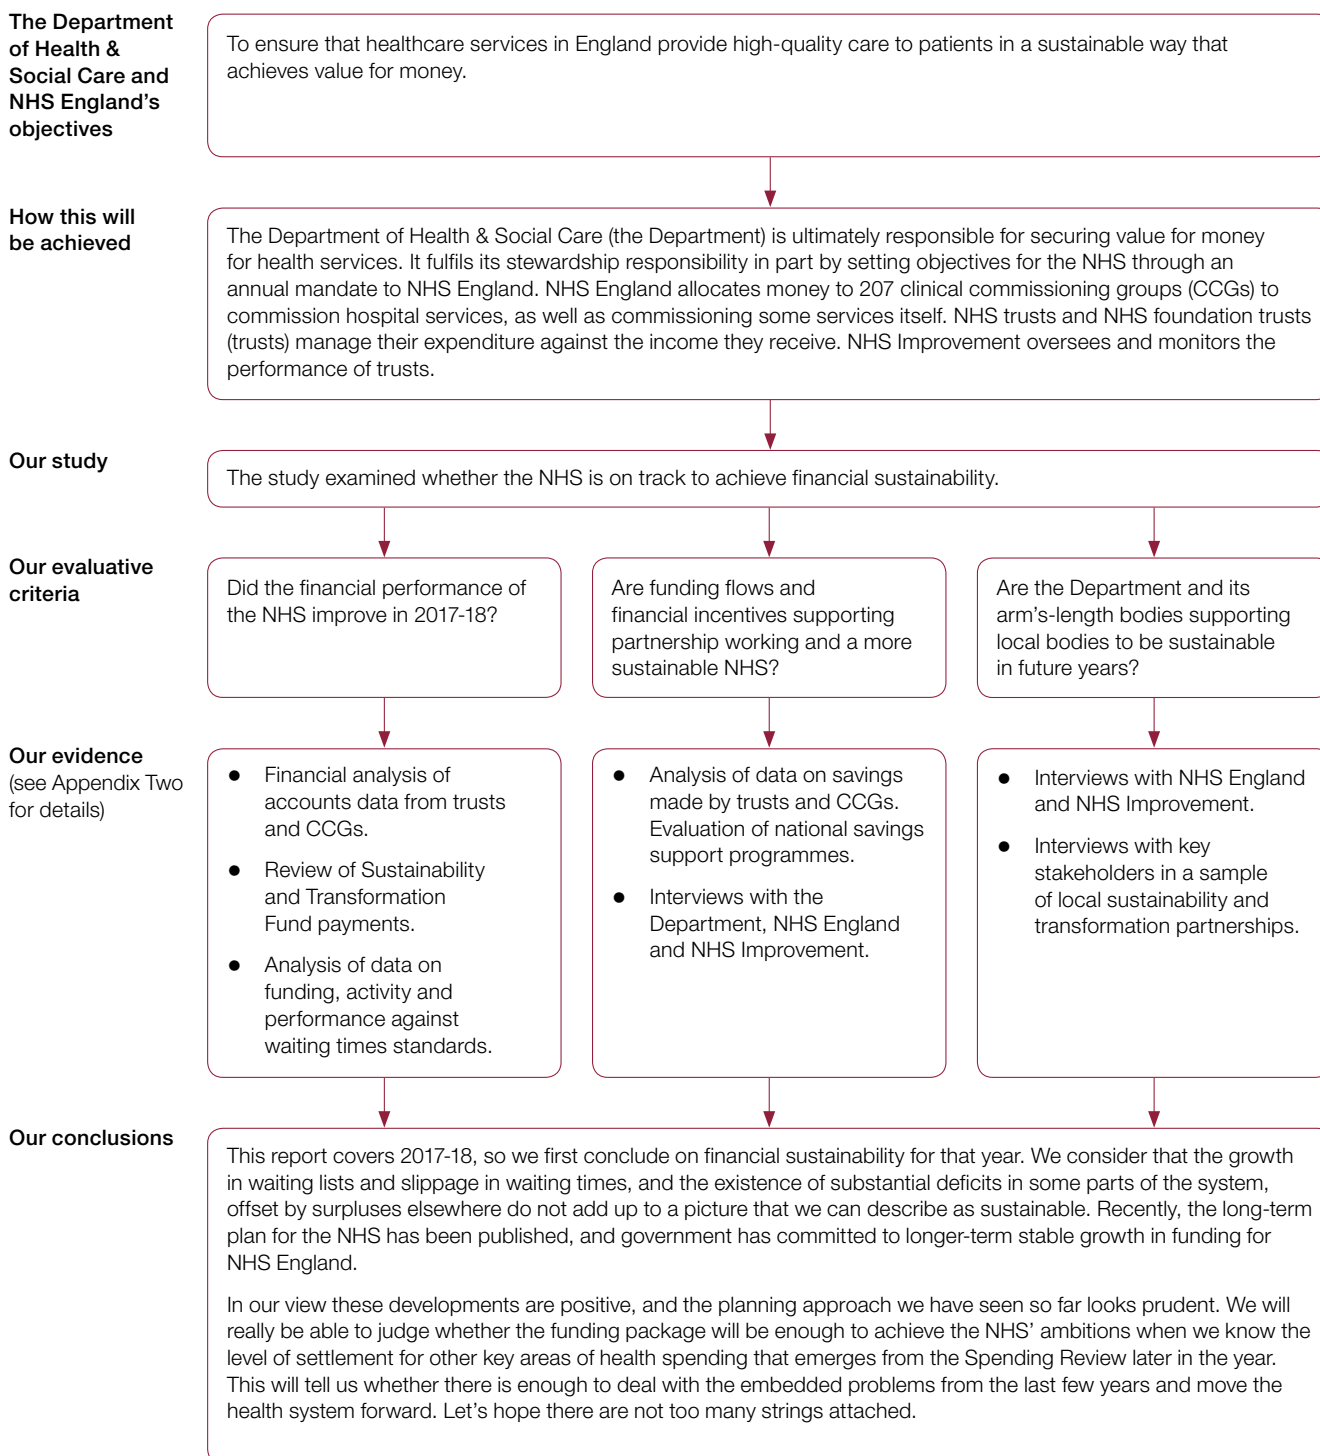 The Department
of Health &
Social Care and
NHS England's
objectives
To ensure that healthcare services in England provide high-quality care to patients in a sustainable way that
achieves value for money.
How this will
be achieved
The Department of Health & Social Care (the Department) is ultimately responsible for securing value for money
for health services. It fulfils its stewardship responsibility in part by setting objectives for the NHS through an
annual mandate to NHS England. NHS England allocates money to 207 clinical commissioning groups (CCGs) to
commission hospital services, as well as commissioning some services itself. NHS trusts and NHS foundation trusts
(trusts) manage their expenditure against the income they receive. NHS Improvement oversees and monitors the
performance of trusts.
Our study
The study examined whether the NHS is on track to achieve financial sustainability.
Our evaluative
criteria
Did the financial performance of
the NHS improve in 2017-18?
Are funding flows and
financial incentives supporting
partnership working and a more
sustainable NHS?
Are the Department and its
arm's-length bodies supporting
local bodies to be sustainable
in future years?
Our evidence
(see Appendix Two
for details)
● Financial analysis of
accounts data from trusts
and CCGs.
● Review of Sustainability
and Transformation
Fund payments.
● Analysis of data on
funding, activity and
performance against
waiting times standards.
● Analysis of data on savings
made by trusts and CCGs.
Evaluation of national savings
support programmes.
● Interviews with the
Department, NHS England
and NHS Improvement.
● Interviews with NHS England
and NHS Improvement.
● Interviews with key
stakeholders in a sample
of local sustainability and
transformation partnerships.
Our conclusions
This report covers 2017-18, so we first conclude on financial sustainability for that year. We consider that the growth
in waiting lists and slippage in waiting times, and the existence of substantial deficits in some parts of the system,
offset by surpluses elsewhere do not add up to a picture that we can describe as sustainable. Recently, the long-term
plan for the NHS has been published, and government has committed to longer-term stable growth in funding for
NHS England.
In our view these developments are positive, and the planning approach we have seen so far looks prudent. We will
really be able to judge whether the funding package will be enough to achieve the NHS' ambitions when we know the
level of settlement for other key areas of health spending that emerges from the Spending Review later in the year.
This will tell us whether there is enough to deal with the embedded problems from the last few years and move the
health system forward. Let's hope there are not too many strings attached.